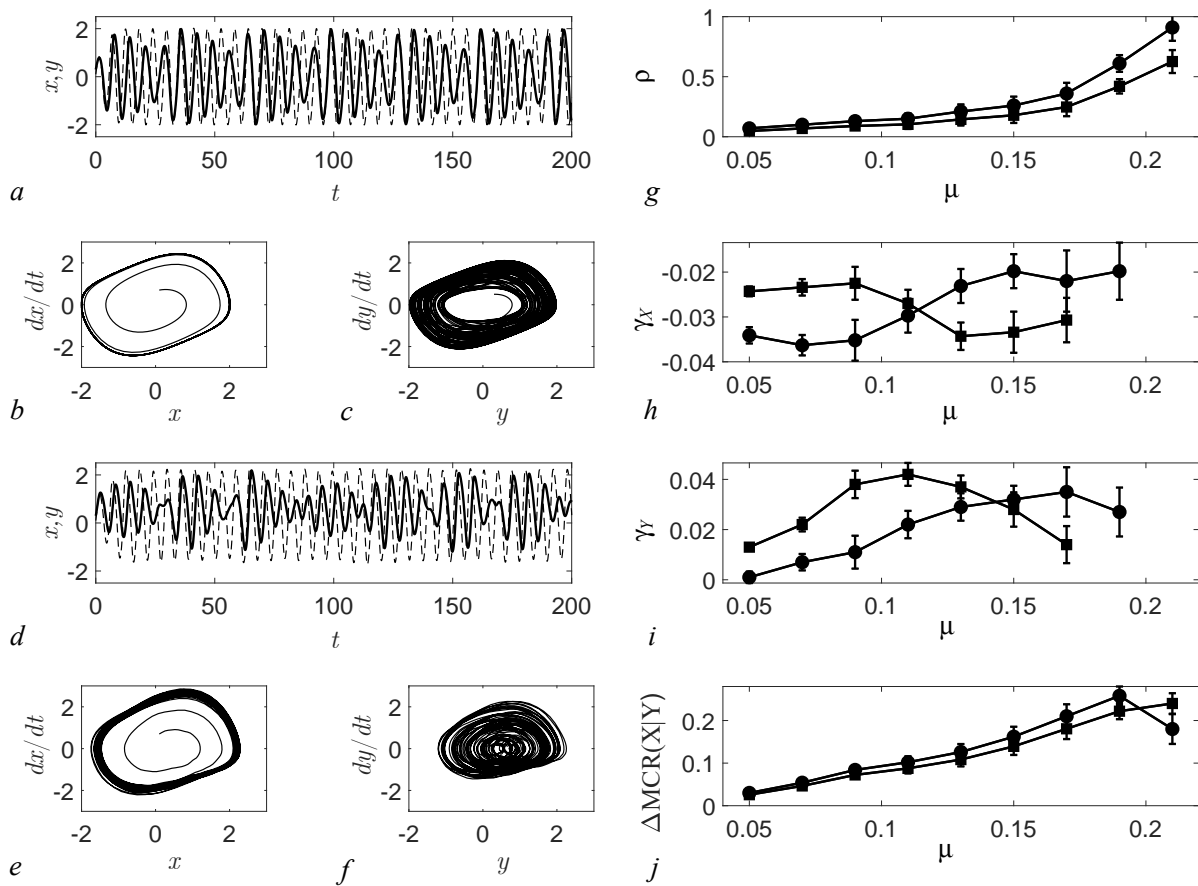 2
0
-2
x, y
0 50 100 150 200
t
a
2
0
-2
dx/dt
-2 0 2
x
b
2
0
-2
dy/dt
-2 0 2
y
c
2
0
-2
x, y
0 50 100 150 200
t
d
2
0
-2
dx/dt
-2 0 2
x
e
2
0
-2
dy/dt
-2 0 2
y
f
1
0.5
0
ρ
0.05 0.1 0.15 0.2
μ
g
-0.02
-0.03
-0.04
γX
0.05 0.1 0.15 0.2
μ
h
0.04
0.02
0
γY
0.05 0.1 0.15 0.2
μ
i
0.2
0.1
0
ΔMCR(X|Y)
0.05 0.1 0.15 0.2
μ
j